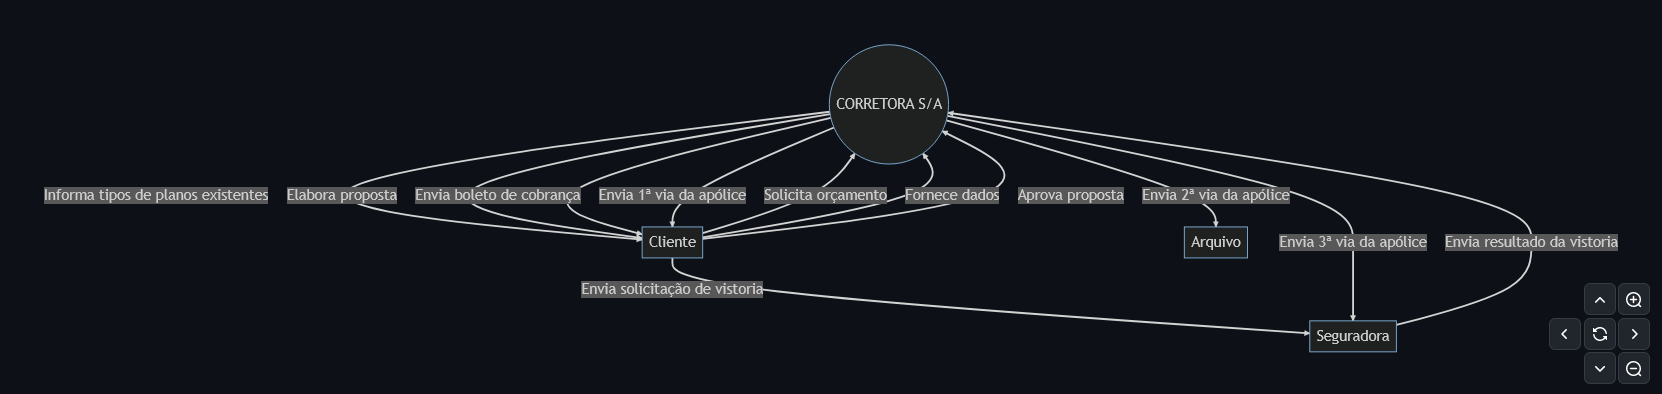 CORRETORA S/A
Informa tipos de planos existentes
Elabora proposta
Envia boleto de cobrança
Envia 1ª via da apólice
Solicita orçamento
Fornece dados
Aprova proposta
Envia 2ª via da apólice
Cliente
Arquivo
Envia 3ª via da apólice
Envia resultado da vistoria
Envia solicitação de vistoria
Seguradora